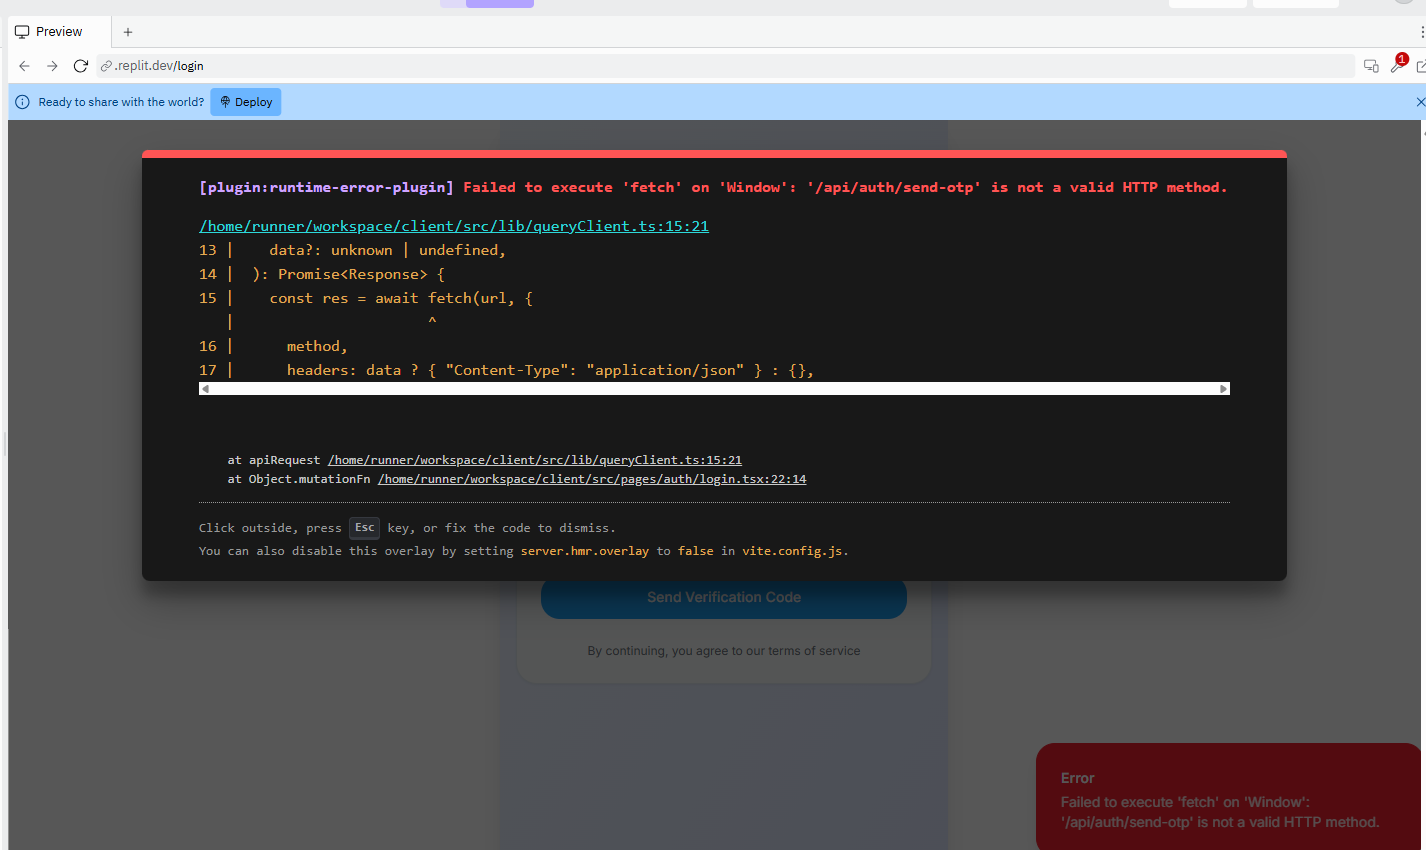 Preview
.replit.dev/login
1
Ready to share with the world? Deploy
[plugin:runtime-error-plugin] Failed to execute 'fetch' on 'Window': '/api/auth/send-otp' is not a valid HTTP method.
/home/runner/workspace/client/src/lib/queryClient.ts:15:21
13 |    data?: unknown | undefined,
14 |  ): Promise<Response> {
15 |    const res = await fetch(url, {
   |                      ^
16 |      method,
17 |      headers: data ? { "Content-Type": "application/json" } : {},
at apiRequest /home/runner/workspace/client/src/lib/queryClient.ts:15:21
at Object.mutationFn /home/runner/workspace/client/src/pages/auth/login.tsx:22:14
Click outside, press Esc key, or fix the code to dismiss.
You can also disable this overlay by setting server.hmr.overlay to false in vite.config.js.
Send Verification Code
By continuing, you agree to our terms of service
Error
Failed to execute 'fetch' on 'Window':
'/api/auth/send-otp' is not a valid HTTP method.